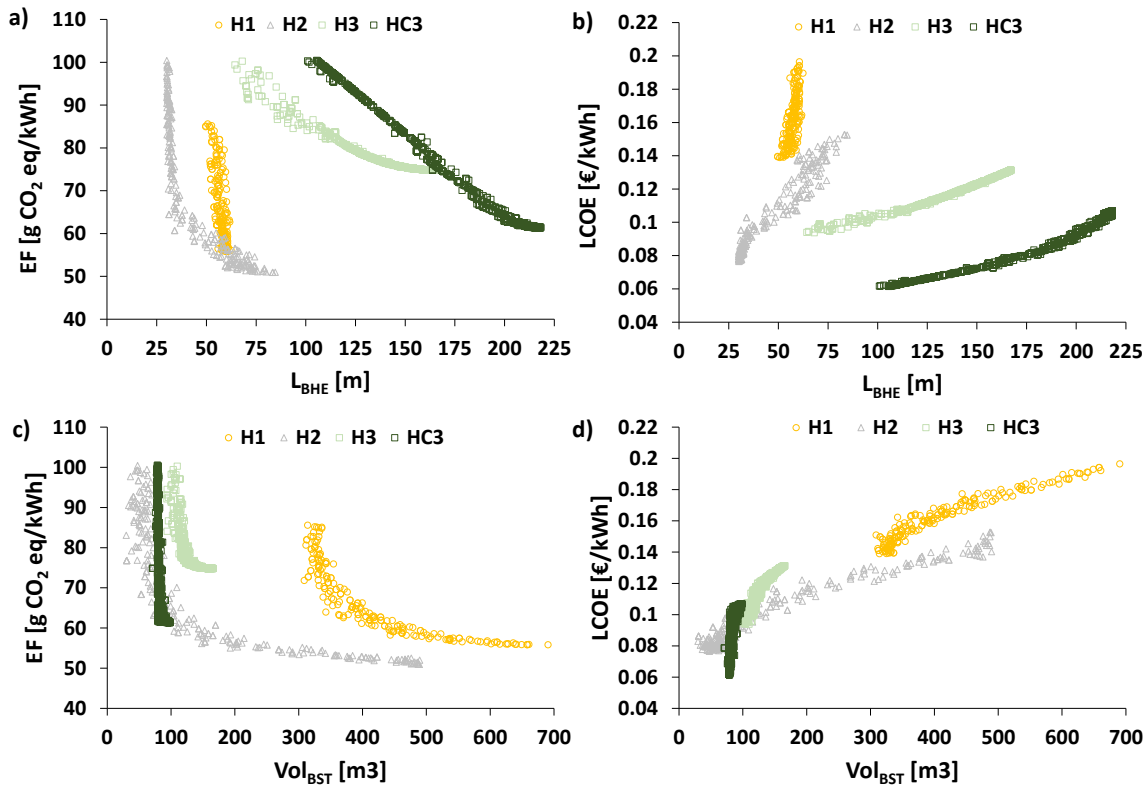 a)
H1 H2 H3 HC3
EF [g CO2 eq/kWh]
110
100
90
80
70
60
50
40
0 25 50 75 100 125 150 175 200 225
LBHE [m]
b)
H1 H2 H3 HC3
LCOE [€/kWh]
0.22
0.2
0.18
0.16
0.14
0.12
0.1
0.08
0.06
0.04
0 25 50 75 100 125 150 175 200 225
LBHE [m]
c)
H1 H2 H3 HC3
EF [g CO2 eq/kWh]
110
100
90
80
70
60
50
40
0 100 200 300 400 500 600 700
VolBST [m3]
d)
H1 H2 H3 HC3
LCOE [€/kWh]
0.22
0.2
0.18
0.16
0.14
0.12
0.1
0.08
0.06
0.04
0 100 200 300 400 500 600 700
VolBST [m3]